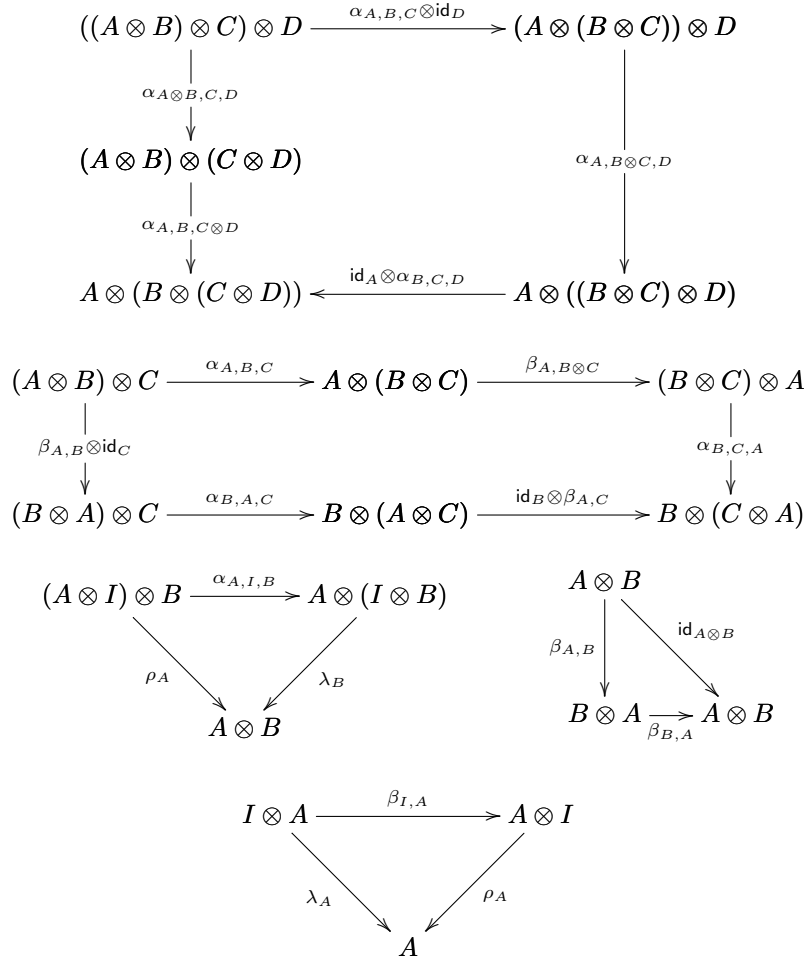 ((A ⊗ B) ⊗ C) ⊗ D α_{A,B,C}⊗id_D (A ⊗ (B ⊗ C)) ⊗ D
α_{A⊗B,C,D}
(A ⊗ B) ⊗ (C ⊗ D) α_{A,B⊗C,D}
α_{A,B,C⊗D}
A ⊗ (B ⊗ (C ⊗ D)) id_A⊗α_{B,C,D} A ⊗ ((B ⊗ C) ⊗ D)
(A ⊗ B) ⊗ C α_{A,B,C} A ⊗ (B ⊗ C) β_{A,B⊗C} (B ⊗ C) ⊗ A
β_{A,B}⊗id_C α_{B,C,A}
(B ⊗ A) ⊗ C α_{B,A,C} B ⊗ (A ⊗ C) id_B⊗β_{A,C} B ⊗ (C ⊗ A)
(A ⊗ I) ⊗ B α_{A,I,B} A ⊗ (I ⊗ B)
ρ_A λ_B
A ⊗ B
A ⊗ B
β_{A,B} id_{A⊗B}
B ⊗ A β_{B,A} A ⊗ B
I ⊗ A β_{I,A} A ⊗ I
λ_A ρ_A
A